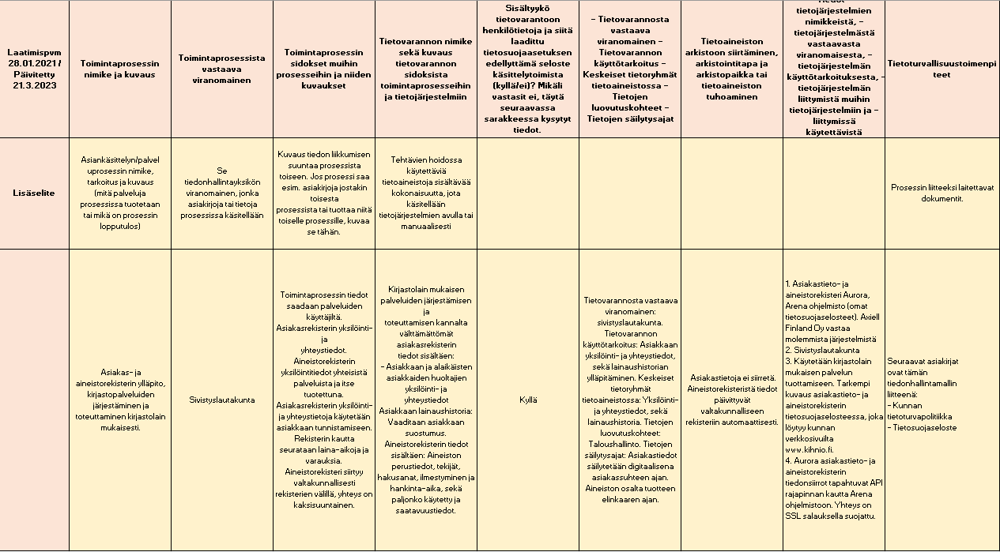 Laatimispvm
28.01.2021 /
Päivitetty
21.3.2023
Toimintaprosessin
nimike ja kuvaus
Toimintaprosessista
vastaava
viranomainen
Toimintaprosessin
sidokset muihin
prosesseihin ja niiden
kuvaukset
Tietovarannon nimike
sekä kuvaus
tietovarannon
sidoksista
toimintaprosesseihin
ja tietojärjestelmiin
Sisältyykö
tietovarantoon
henkilötietoja ja siitä
laadittu
tietosuojaasetuksen
edellyttämä seloste
käsittelytoimista
(kyllä/ei)? Mikäli
vastasit ei, täytä
seuraavassa
sarakkeessa kysytyt
tiedot.
- Tietovarannosta
vastaava
viranomainen -
Tietovarannon
käyttötarkoitus -
Keskeiset tietoryhmät
tietoaineistossa -
Tietojen
luovutuskohteet -
Tietojen säilytysajat
Tietoaineiston
arkistoon siirtäminen,
arkistointitapa ja
arkistopaikka tai
tietoaineiston
tuhoaminen
Tiedot
tietojärjestelmien
nimikkeistä, -
tietojärjestelmästä
vastaavasta
viranomaisesta, -
tietojärjestelmän
käyttötarkoituksesta, -
tietojärjestelmän
liittymistä muihin
tietojärjestelmiin ja -
liittymissä
käytettävistä
Tietoturvallisuustoimenpi
teet
Lisäselite
Asiankäsittelyn/palvel
uprosessin nimike,
tarkoitus ja kuvaus
(mitä palveluja
prosessissa tuotetaan
tai mikä on prosessin
lopputulos)
Se
tiedonhallintayksikön
viranomainen, jonka
asiakirjoja tai tietoja
prosessissa käsitellään
Kuvaus tiedon liikkumisen
suuntaa prosessista
toiseen. Jos prosessi saa
esim. asiakirjoja jostakin
toisesta
prosessista tai tuottaa niitä
toiselle prosessille, kuvaa
se tähän.
Tehtävien hoidossa
käytettäviä
tietoaineistoja sisältävää
kokonaisuutta, jota
käsitellään
tietojärjestelmien avulla tai
manuaalisesti
Prosessin liitteeksi laitettavat
dokumentit.
Asiakas- ja
aineistorekisterin ylläpito,
kirjastopalveluiden
järjestäminen ja
toteuttaminen kirjastolain
mukaisesti.
Sivistyslautakunta
Toimintaprosessin tiedot
saadaan palveluiden
käyttäjiltä.
Asiakasrekisterin yksilöinti-
ja
yhteystiedot.
Aineistorekisterin
yksilöintitiedot yhteisistä
palveluista ja itse
tuotettuna.
Asiakasrekisterin yksilöinti-
ja yhteystietoja käytetään
asiakkaan tunnistamiseen.
Rekisterin kautta
seurataan laina-aikoja ja
varauksia.
Aineistorekisteri siirtyy
valtakunnallisesti
rekisterien välillä, yhteys on
kaksisuuntainen.
Kirjastolain mukaisen
palveluiden järjestämisen
ja
toteuttamisen kannalta
välttämättömät
asiakasrekisterin
tiedot sisältäen:
- Asiakkaan ja alaikäisten
asiakkaiden huoltajien
yksilöinti- ja
yhteystiedot
Asiakkaan lainaushistoria:
Vaaditaan asiakkaan
suostumus.
Aineistorekisterin tiedot
sisältäen: Aineiston
perustiedot, tekijät,
hakusanat, ilmestyminen ja
hankinta-aika, sekä
paljonko käytetty ja
saatavuustiedot.
Kyllä
Tietovarannosta vastaava
viranomainen:
sivistyslautakunta.
Tietovarannon
käyttötarkoitus: Asiakkaan
yksilöinti- ja yhteystiedot,
sekä lainaushistorian
ylläpitäminen. Keskeiset
tietoryhmät
tietoaineistossa: Yksilöinti-
ja yhteystiedot, sekä
lainaushistoria. Tietojen
luovutuskohteet:
Taloushallinto. Tietojen
säilytysajat: Asiakastiedot
säilytetään digitaalisena
asiakassuhteen ajan.
Aineiston osalta tuotteen
elinkaaren ajan.
Asiakastietoja ei siirretä.
Aineistorekisteristä tiedot
päivittyvät
valtakunnalliseen
rekisteriin automaattisesti.
1. Asiakastieto- ja
aineistorekisteri Aurora,
Arena ohjelmisto (omat
tietosuojaselosteet). Axiell
Finland Oy vastaa
molemmista järjestelmistä
2. Sivistyslautakunta
3. Käytetään kirjastolain
mukaisen palvelun
tuottamiseen. Tarkempi
kuvaus asiakastieto- ja
aineistorekisterin
tietosuojaselosteessa, joka
löytyy kunnan
verkkosivuilta
www.kihnio.fi.
4. Aurora asiakastieto- ja
aineistorekisterin
tiedonsiirrot tapahtuvat API
rajapinnan kautta Arena
ohjelmistoon. Yhteys on
SSL salauksella suojattu.
Seuraavat asiakirjat
ovat tämän
tiedonhallintamallin
liitteenä:
- Kunnan
tietoturvapolitiikka
- Tietosuojaseloste